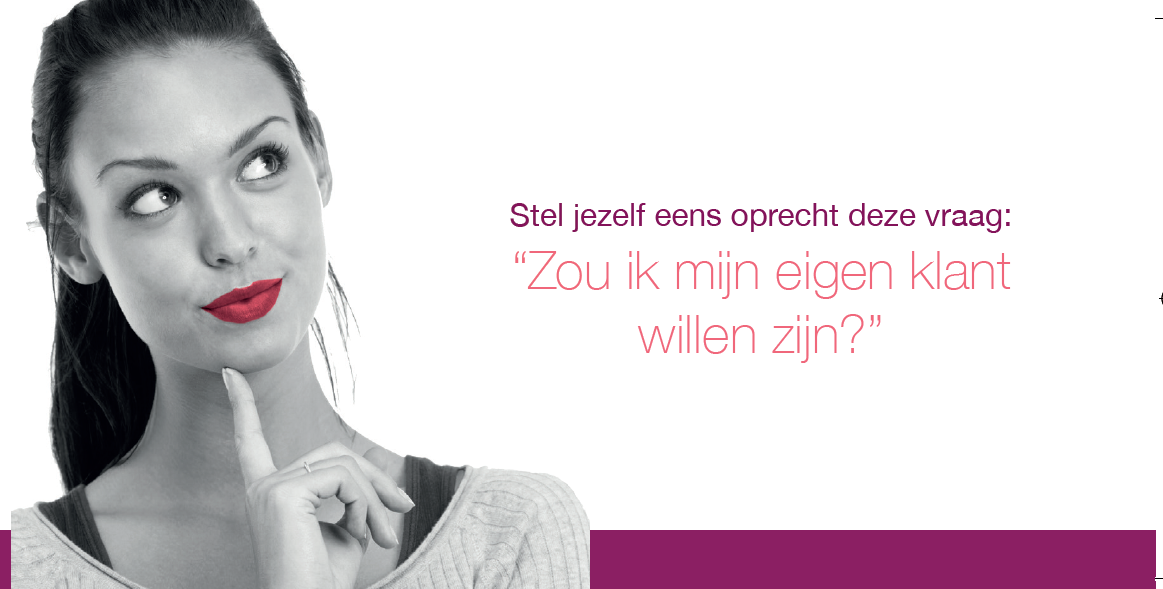 Stel jezelf eens oprecht deze vraag:
“Zou ik mijn eigen klant
willen zijn?”